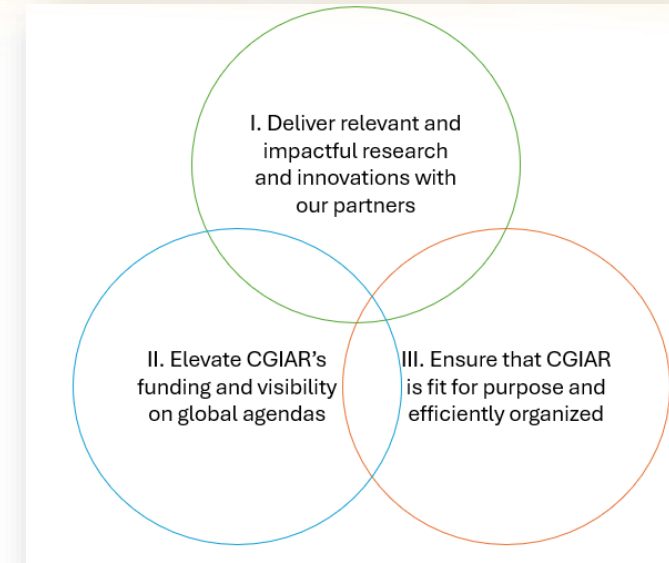 I. Deliver relevant and
impactful research
and innovations with
our partners
II. Elevate CGIAR’s
funding and visibility
on global agendas
III. Ensure that CGIAR
is fit for purpose and
efficiently organized